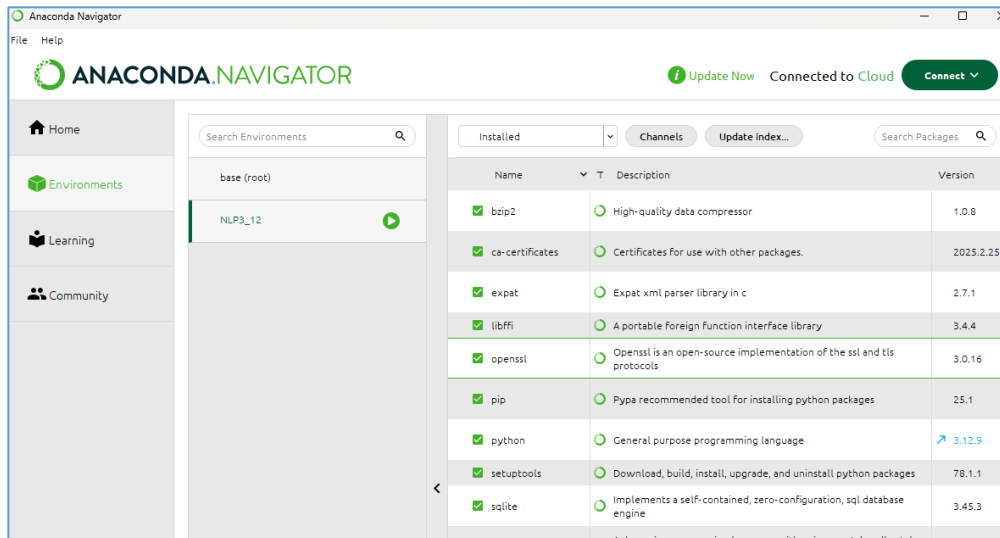 Anaconda Navigator
File Help
ANACONDA.NAVIGATOR
i Update Now Connected to Cloud Connect
Home
Environments
Learning
Community
Search Environments
base (root)
NLP3_12
Installed Channels Update index... Search Packages
Name T Description Version
bzip2 High-quality data compressor 1.0.8
ca-certificates Certificates for use with other packages. 2025.2.25
expat Expat xml parser library in c 2.7.1
libffi A portable foreign function interface library 3.4.4
openssl Openssl is an open-source implementation of the ssl and tls
protocols 3.0.16
pip Pypa recommended tool for installing python packages 25.1
python General purpose programming language 3.12.9
setuptools Download, build, install, upgrade, and uninstall python packages 78.1.1
sqlite Implements a self-contained, zero-configuration, sql database
engine 3.45.3